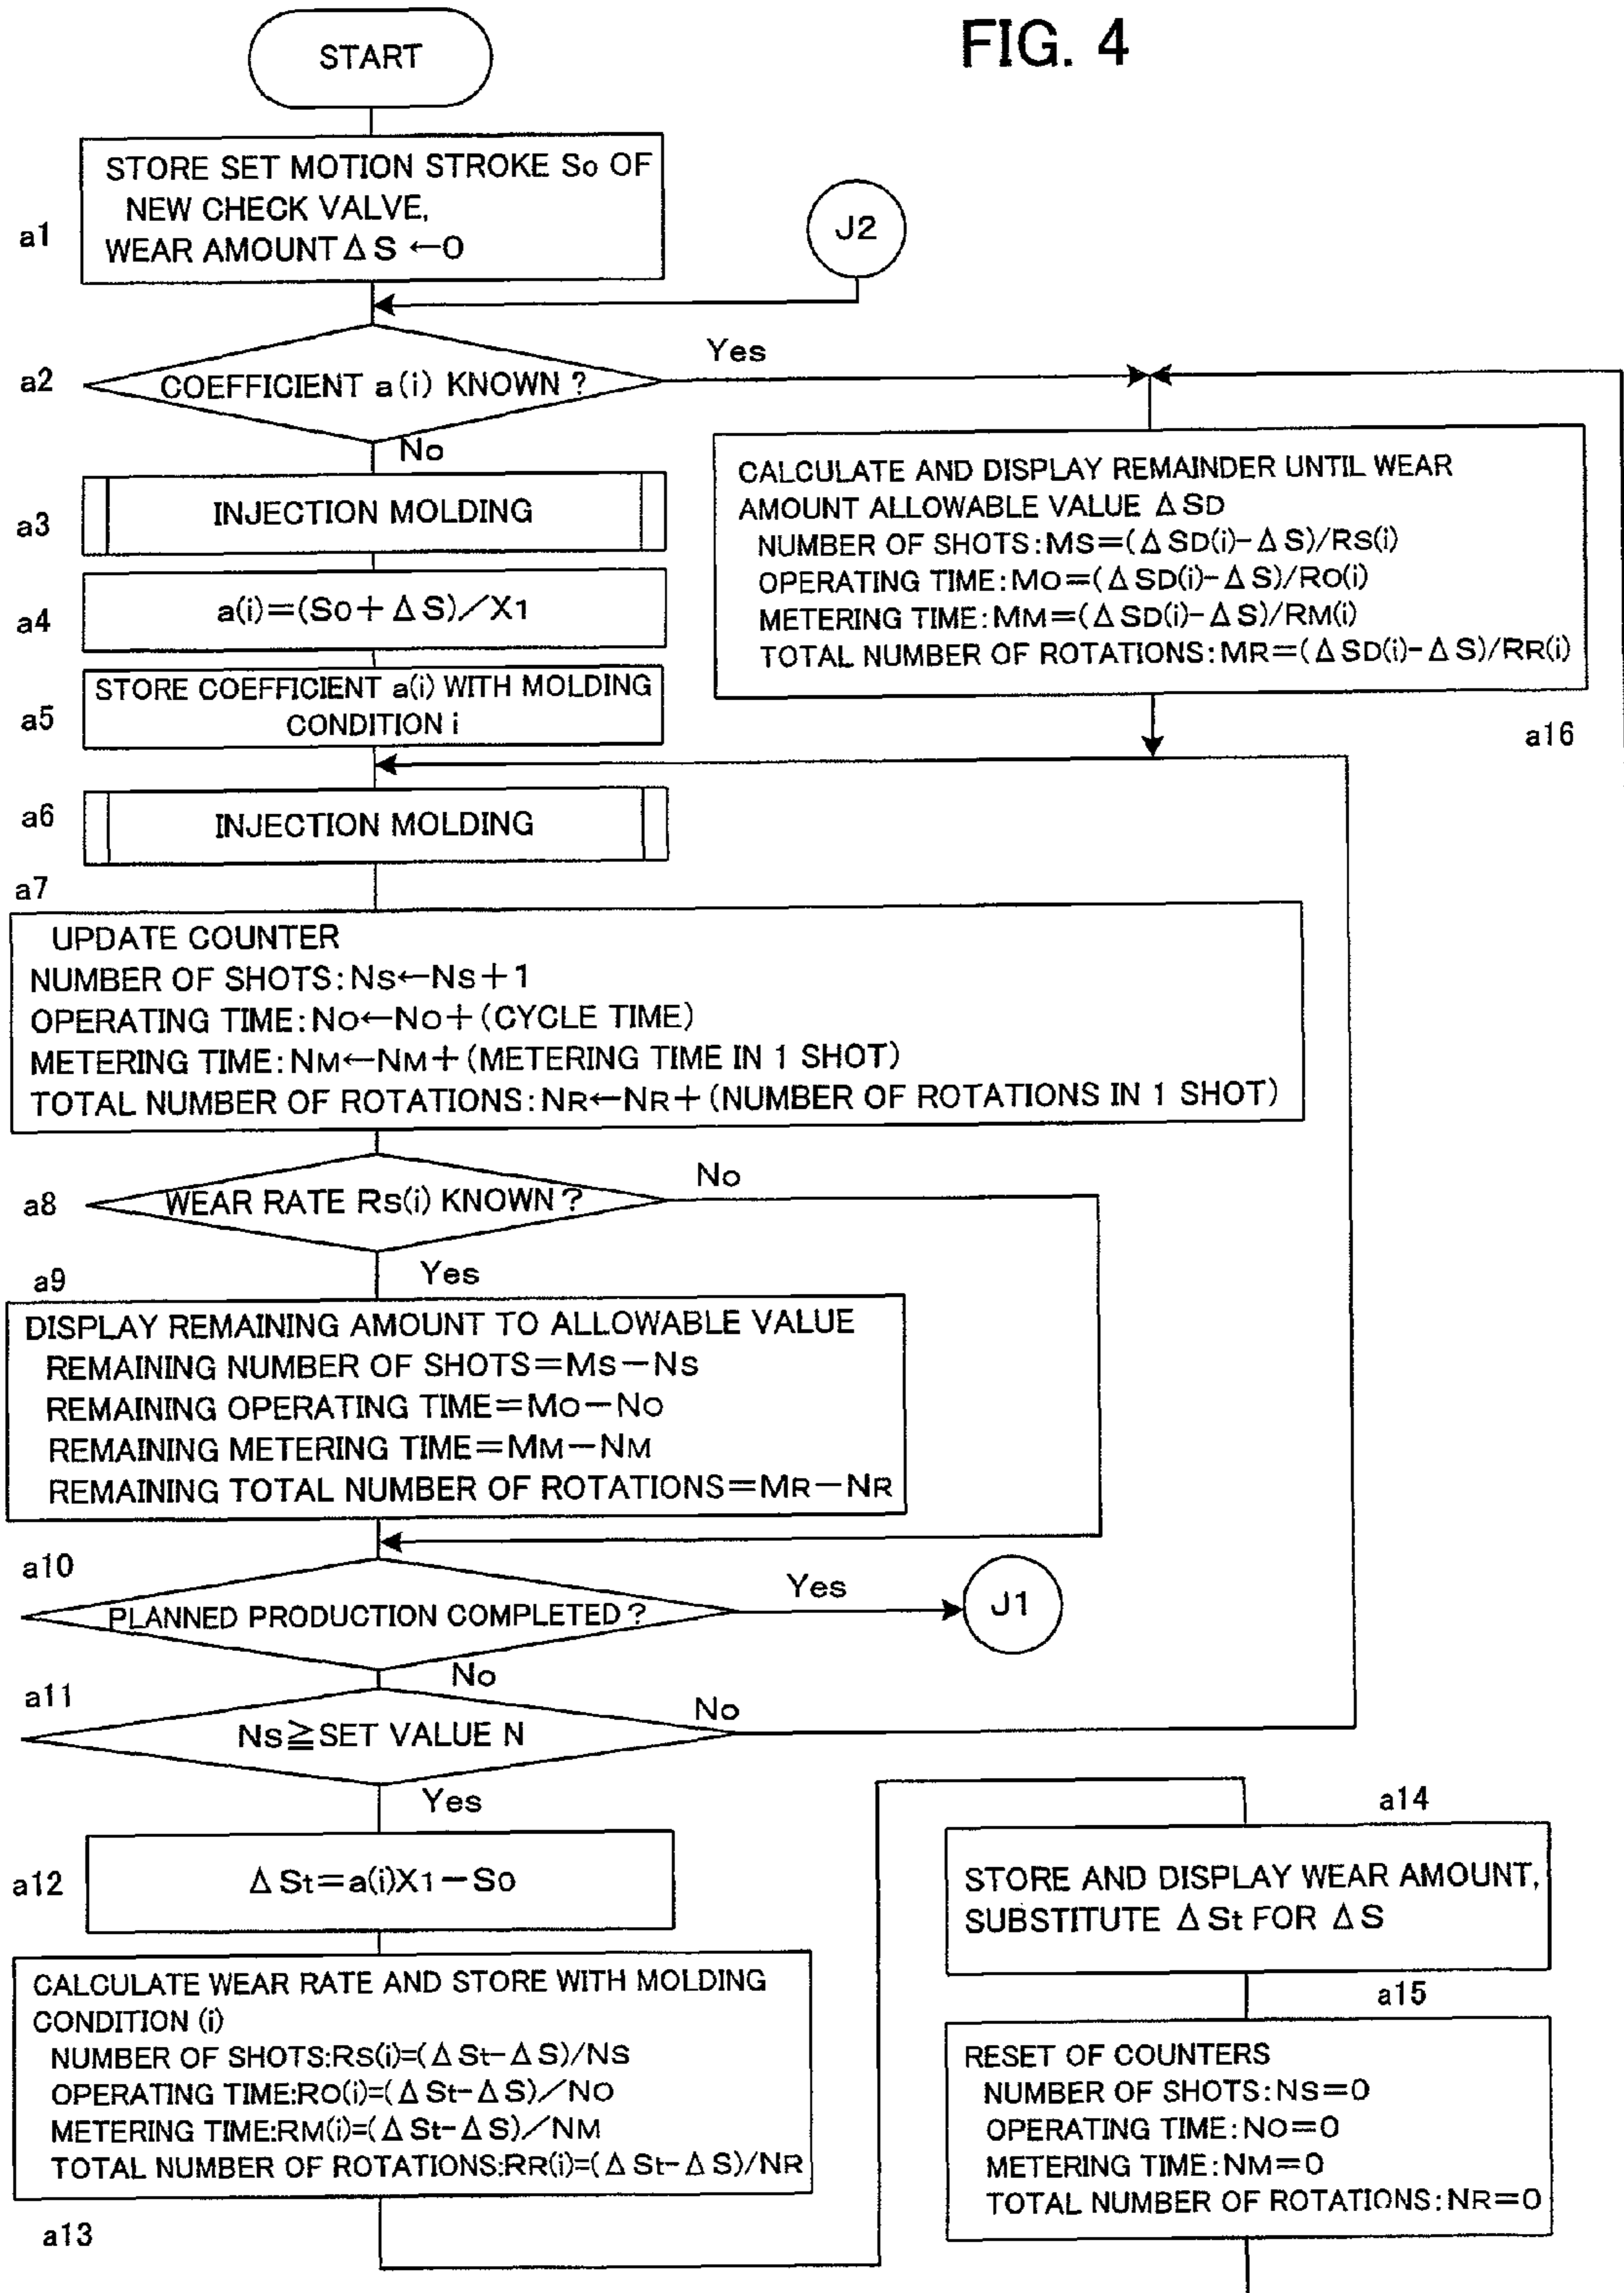 FIG. 4
START
a1
STORE SET MOTION STROKE So OF
NEW CHECK VALVE,
WEAR AMOUNT ΔS ←0
J2
a2
COEFFICIENT a(i) KNOWN ?
Yes
No
a3
INJECTION MOLDING
a4
a(i)=(So+ΔS)/X1
a5
STORE COEFFICIENT a(i) WITH MOLDING
CONDITION i
CALCULATE AND DISPLAY REMAINDER UNTIL WEAR
AMOUNT ALLOWABLE VALUE ΔSD
NUMBER OF SHOTS:MS=(ΔSD(i)-ΔS)/RS(i)
OPERATING TIME:MO=(ΔSD(i)-ΔS)/RO(i)
METERING TIME:MM=(ΔSD(i)-ΔS)/RM(i)
TOTAL NUMBER OF ROTATIONS:MR=(ΔSD(i)-ΔS)/RR(i)
a16
a6
INJECTION MOLDING
a7
UPDATE COUNTER
NUMBER OF SHOTS:NS←NS+1
OPERATING TIME:NO←NO+(CYCLE TIME)
METERING TIME:NM←NM+(METERING TIME IN 1 SHOT)
TOTAL NUMBER OF ROTATIONS:NR←NR+(NUMBER OF ROTATIONS IN 1 SHOT)
a8
WEAR RATE Rs(i) KNOWN?
No
Yes
a9
DISPLAY REMAINING AMOUNT TO ALLOWABLE VALUE
REMAINING NUMBER OF SHOTS=MS−NS
REMAINING OPERATING TIME=MO−NO
REMAINING METERING TIME=MM−NM
REMAINING TOTAL NUMBER OF ROTATIONS=MR−NR
a10
PLANNED PRODUCTION COMPLETED?
Yes
J1
No
a11
Ns≧SET VALUE N
No
Yes
a12
ΔSt=a(i)X1−S0
a13
CALCULATE WEAR RATE AND STORE WITH MOLDING
CONDITION (i)
NUMBER OF SHOTS:RS(i)=(ΔSt-ΔS)/NS
OPERATING TIME:RO(i)=(ΔSt-ΔS)/NO
METERING TIME:RM(i)=(ΔSt-ΔS)/NM
TOTAL NUMBER OF ROTATIONS:RR(i)=(ΔSt-ΔS)/NR
a14
STORE AND DISPLAY WEAR AMOUNT,
SUBSTITUTE ΔSt FOR ΔS
a15
RESET OF COUNTERS
NUMBER OF SHOTS:NS=0
OPERATING TIME:NO=0
METERING TIME:NM=0
TOTAL NUMBER OF ROTATIONS:NR=0